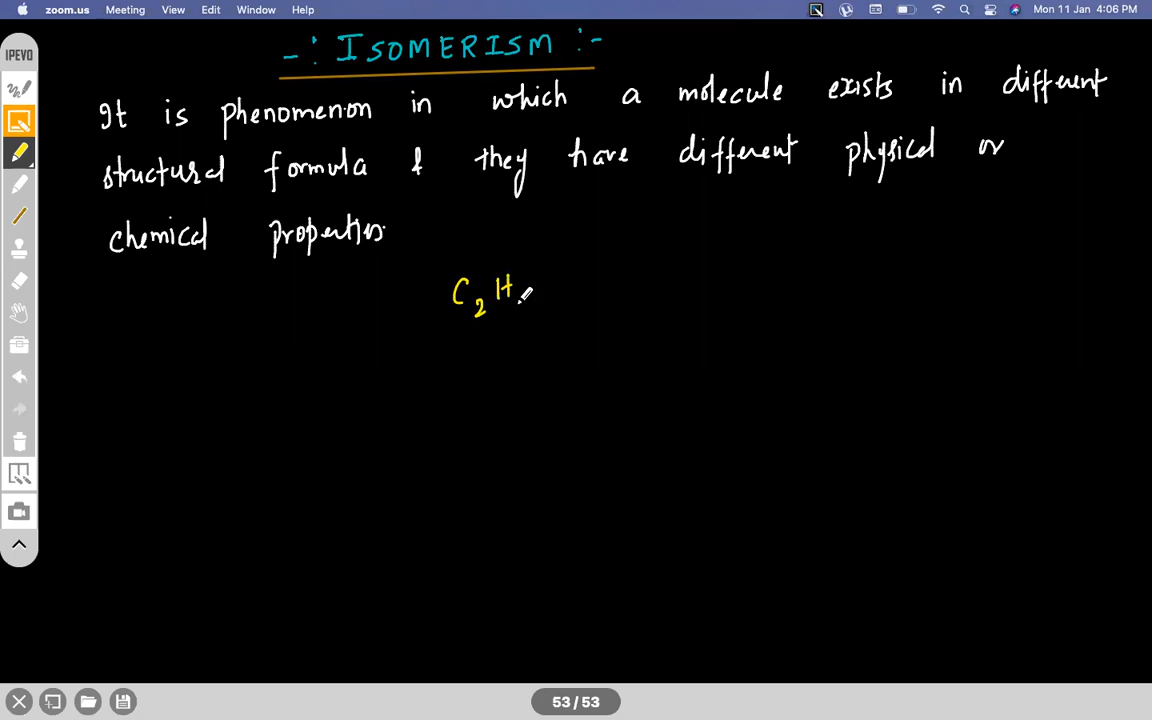 zoom.us Meeting View Edit Window Help Mon 11 Jan 4:06 PM
IPEVO
-: ISOMERISM :-
It is phenomenon in which a molecule exists in different
structural formula & they have different physical or
chemical properties.
C2H
53 / 53